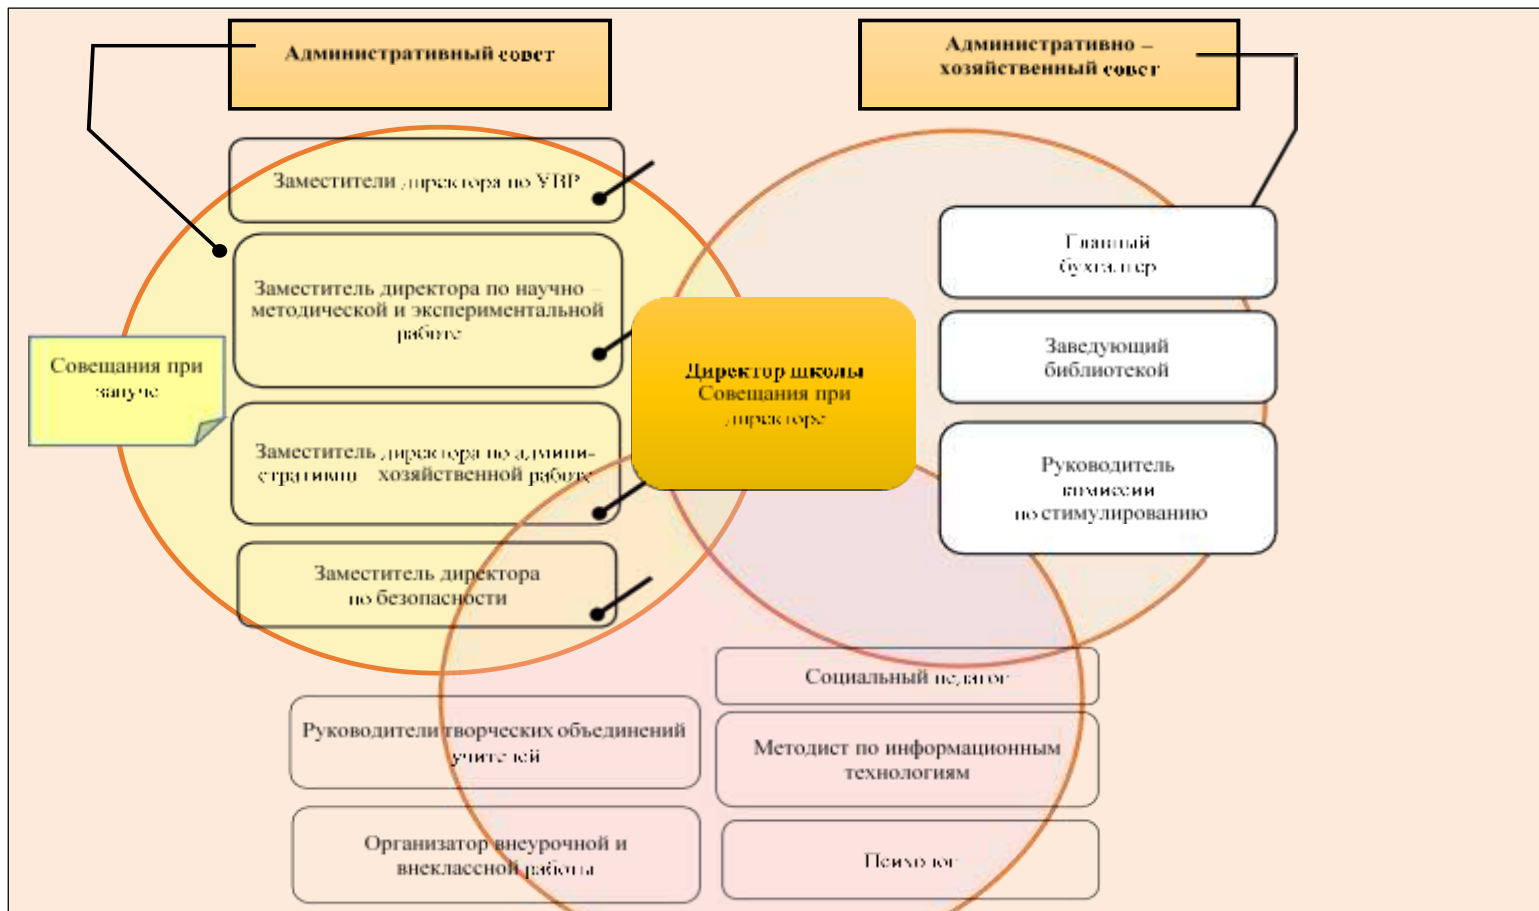 Административный совет
Административно –
хозяйственный совет
Заместители директора по УВР
Заместитель директора по научно –
методической и экспериментальной
работе
Совещания при
завуче
Заместитель директора по админи-
стративно – хозяйственной работе
Заместитель директора
по безопасности
Директор школы
Совещания при
директоре
Главный
бухгалтер
Заведующий
библиотекой
Руководитель
комиссии
по стимулированию
Руководители творческих объединений
учителей
Организатор внеурочной и
внеклассной работы
Социальный педагог
Методист по информационным
технологиям
Психолог